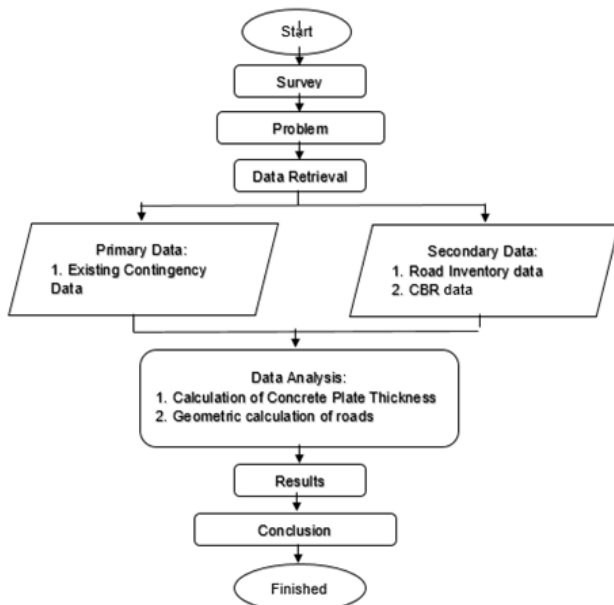 Start
Survey
Problem
Data Retrieval
Primary Data:
1. Existing Contingency
Data
Secondary Data:
1. Road Inventory data
2. CBR data
Data Analysis:
1. Calculation of Concrete Plate Thickness
2. Geometric calculation of roads
Results
Conclusion
Finished